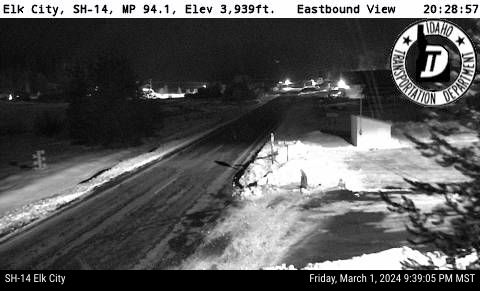 Elk City, SH-14, MP 94.1, Elev 3,939ft. Eastbound View 20:28:57
IDAHO
TRANSPORTATION DEPARTMENT
SH-14 Elk City Friday, March 1, 2024 9:39:05 PM MST